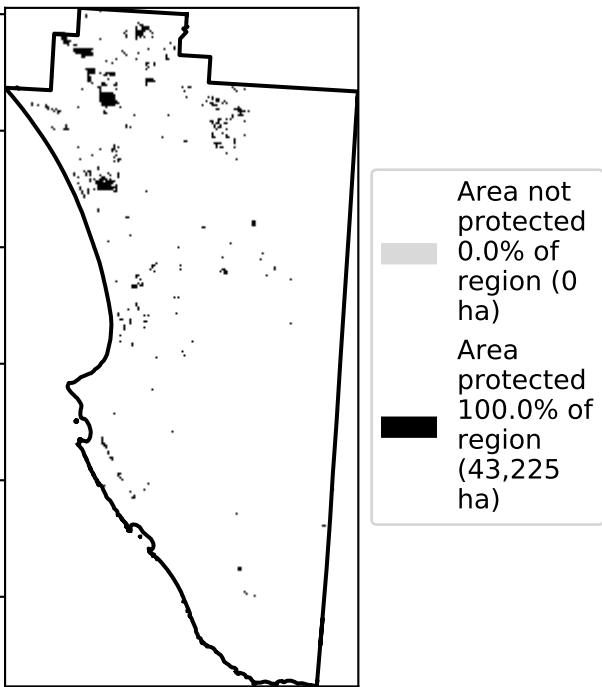 Area not
protected
0.0% of
region (0
ha)
Area
protected
100.0% of
region
(43,225
ha)